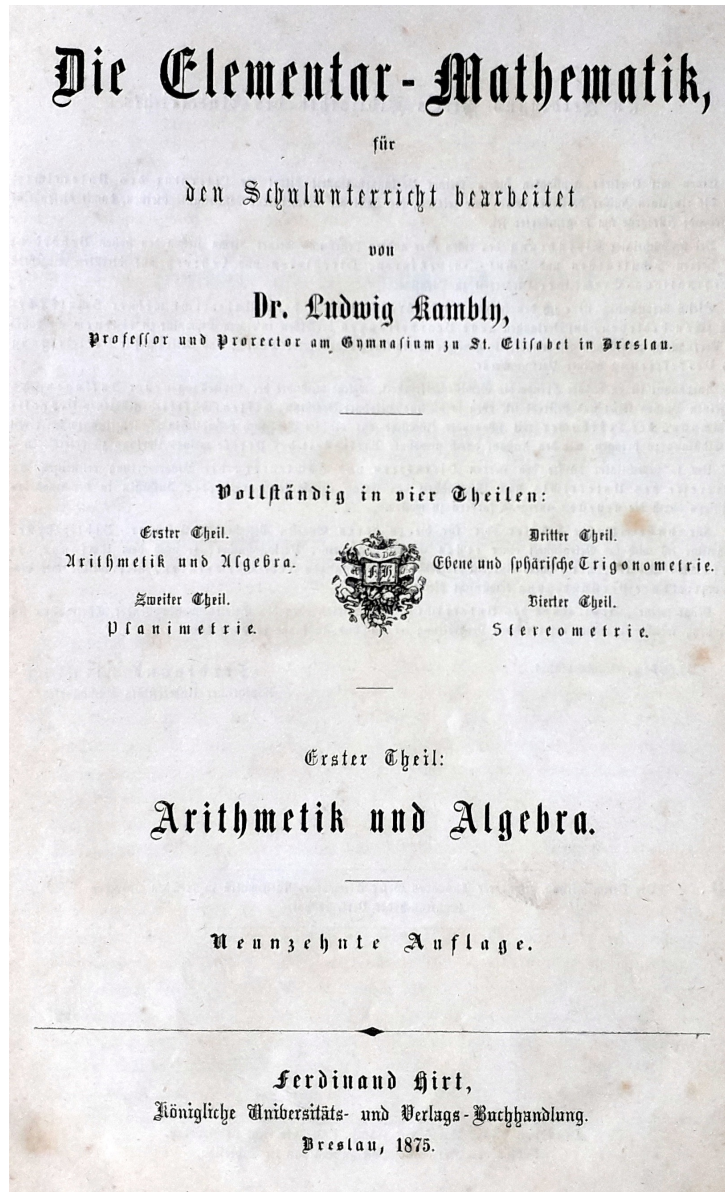 Die Elementar-Mathematik,
für
den Schulunterricht bearbeitet
von
Dr. Ludwig Kambly,
Professor und Prorector am Gymnasium zu St. Elisabet in Breslau.
Vollständig in vier Theilen:
Erster Theil.
Arithmetik und Algebra.
Zweiter Theil.
Planimetrie.
Cum Deo
F H
Dritter Theil.
Ebene und sphärische Trigonometrie.
Vierter Theil.
Stereometrie.
Erster Theil:
Arithmetik und Algebra.
Neunzehnte Auflage.
Ferdinand Hirt,
Königliche Universitäts- und Verlags-Buchhandlung.
Breslau, 1875.